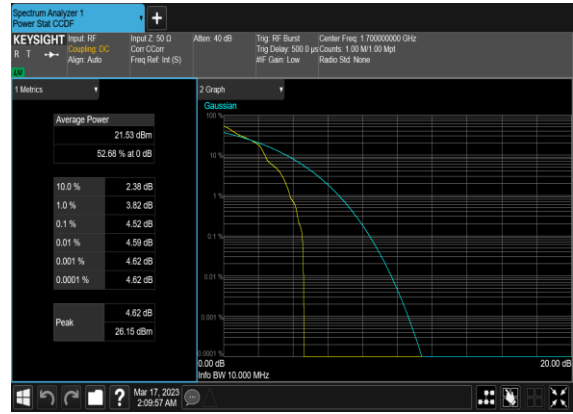 Spectrum Analyzer 1
Power Stat CCDF
+
KEYSIGHT
R T
LXI
Input: RF
Coupling: DC
Align: Auto
Input Z: 50 Ω
Corr CCorr
Freq Ref: Int (S)
Atten: 40 dB
Trig: RF Burst
Trig Delay: 500.0 µs
#IF Gain: Low
Center Freq: 1.700000000 GHz
Counts: 1.00 M/1.00 Mpt
Radio Std: None
1 Metrics
Average Power
21.53 dBm
52.68 % at 0 dB
10.0 % 2.38 dB
1.0 % 3.82 dB
0.1 % 4.52 dB
0.01 % 4.59 dB
0.001 % 4.62 dB
0.0001 % 4.62 dB
Peak
4.62 dB
26.15 dBm
2 Graph
Gaussian
100 %
10 %
1 %
0.1 %
0.01 %
0.001 %
0.0001 %
0.00 dB
20.00 dB
Info BW 10.000 MHz
?
Mar 17, 2023
2:09:57 AM